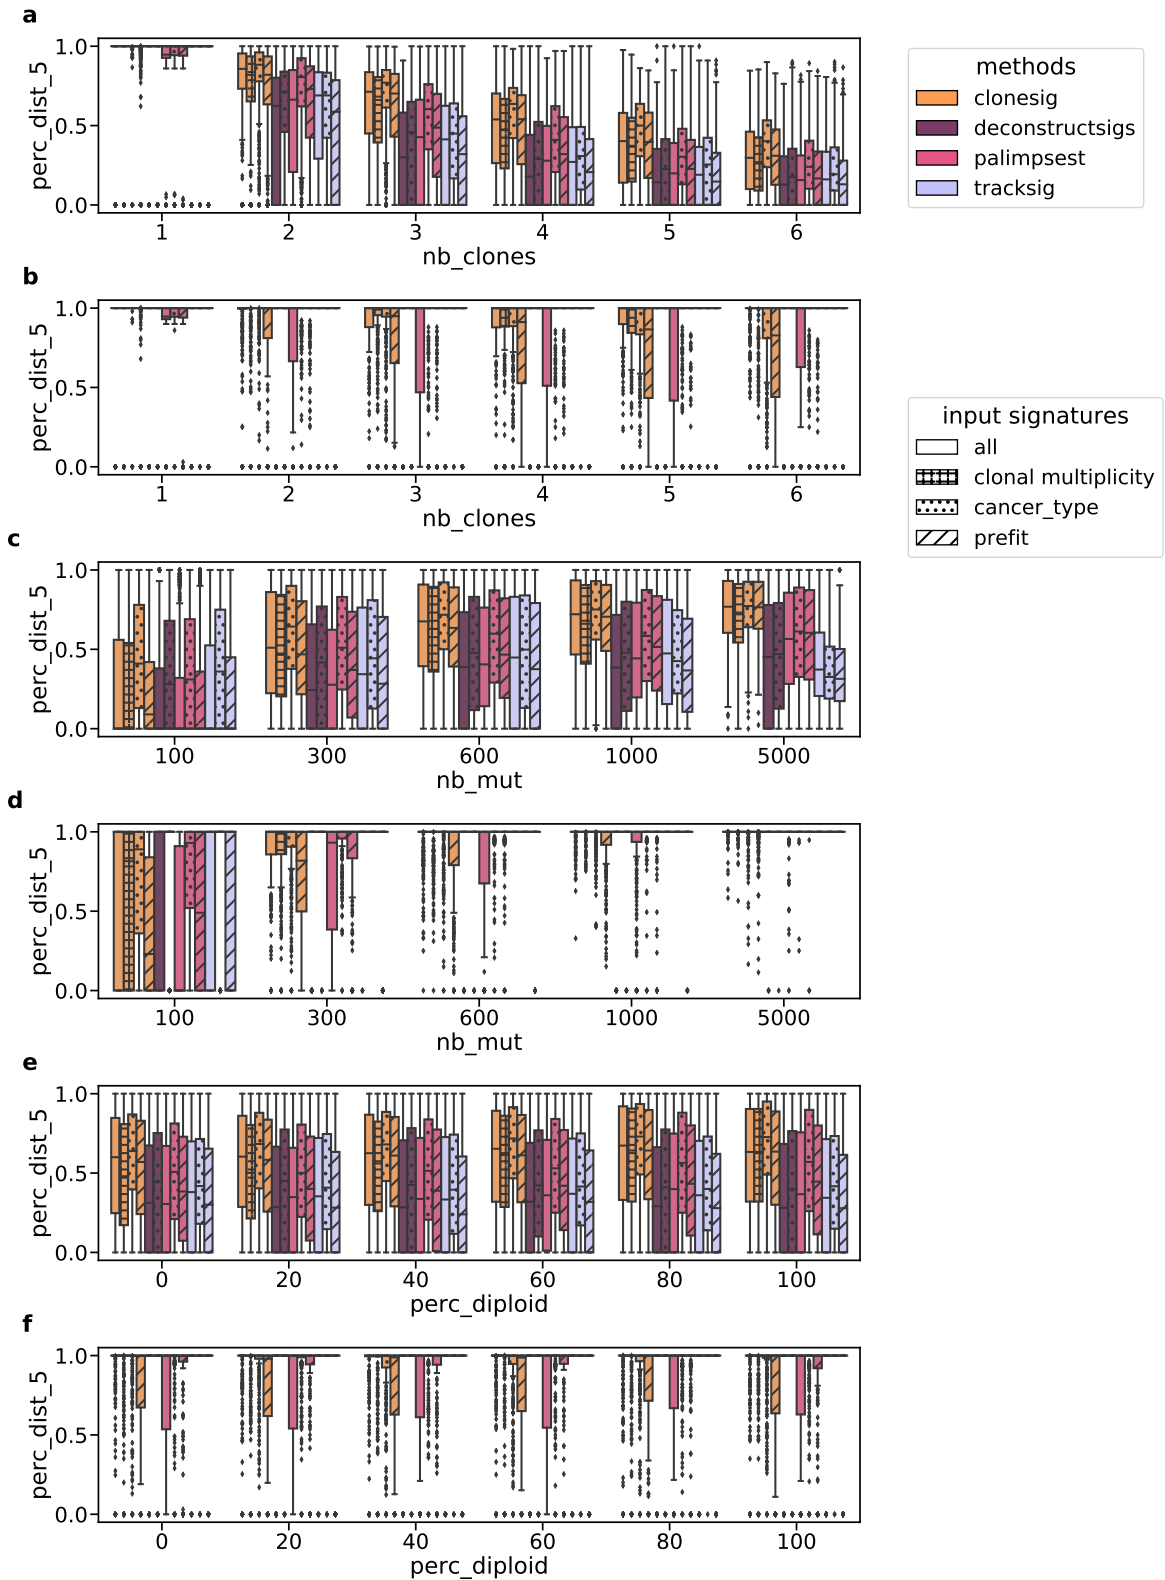 a
1.0
0.5
0.0
perc_dist_5
1 2 3 4 5 6
nb_clones
methods
clonesig
deconstructsigs
palimpsest
tracksig
b
1.0
0.5
0.0
perc_dist_5
1 2 3 4 5 6
nb_clones
input signatures
all
clonal multiplicity
cancer_type
prefit
c
1.0
0.5
0.0
perc_dist_5
100 300 600 1000 5000
nb_mut
d
1.0
0.5
0.0
perc_dist_5
100 300 600 1000 5000
nb_mut
e
1.0
0.5
0.0
perc_dist_5
0 20 40 60 80 100
perc_diploid
f
1.0
0.5
0.0
perc_dist_5
0 20 40 60 80 100
perc_diploid